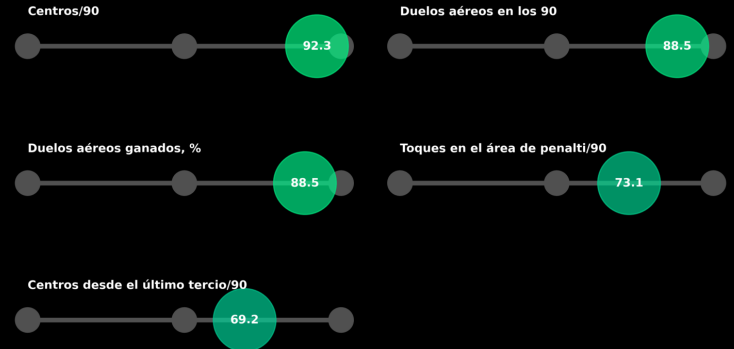 Centros/90
92.3
Duelos aéreos en los 90
88.5
Duelos aéreos ganados, %
88.5
Toques en el área de penalti/90
73.1
Centros desde el último tercio/90
69.2